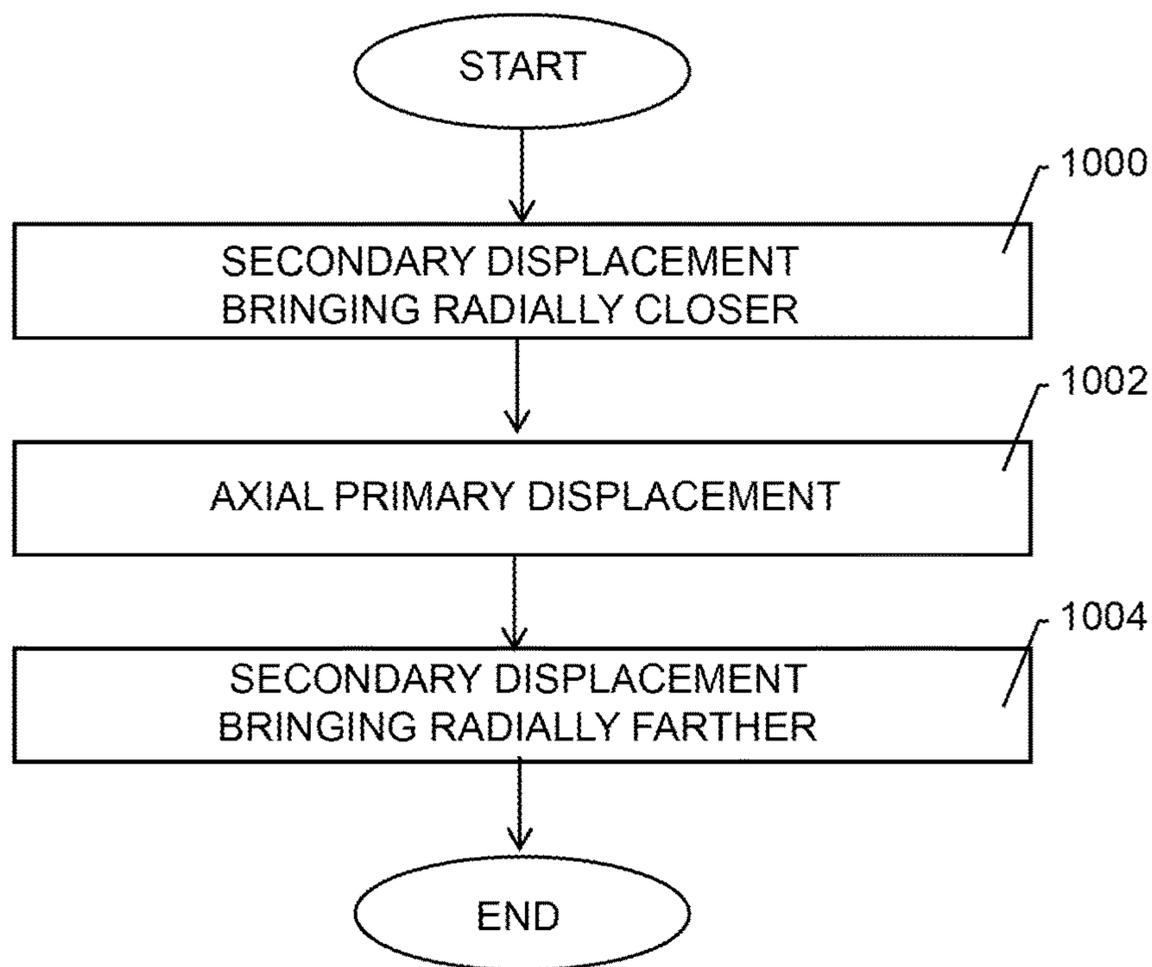 START
1000
SECONDARY DISPLACEMENT
BRINGING RADIALLY CLOSER
1002
AXIAL PRIMARY DISPLACEMENT
1004
SECONDARY DISPLACEMENT
BRINGING RADIALLY FARTHER
END